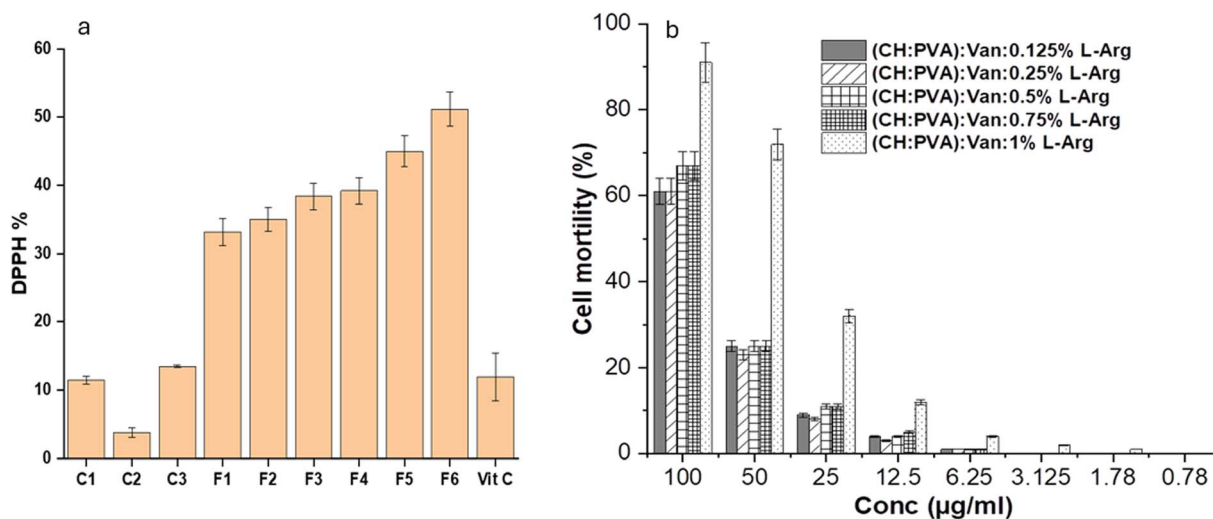 a
60
50
40
30
20
10
0
DPPH %
C1 C2 C3 F1 F2 F3 F4 F5 F6 Vit C
b
100
80
60
40
20
0
Cell mortility (%)
(CH:PVA):Van:0.125% L-Arg
(CH:PVA):Van:0.25% L-Arg
(CH:PVA):Van:0.5% L-Arg
(CH:PVA):Van:0.75% L-Arg
(CH:PVA):Van:1% L-Arg
100 50 25 12.5 6.25 3.125 1.78 0.78
Conc (μg/ml)